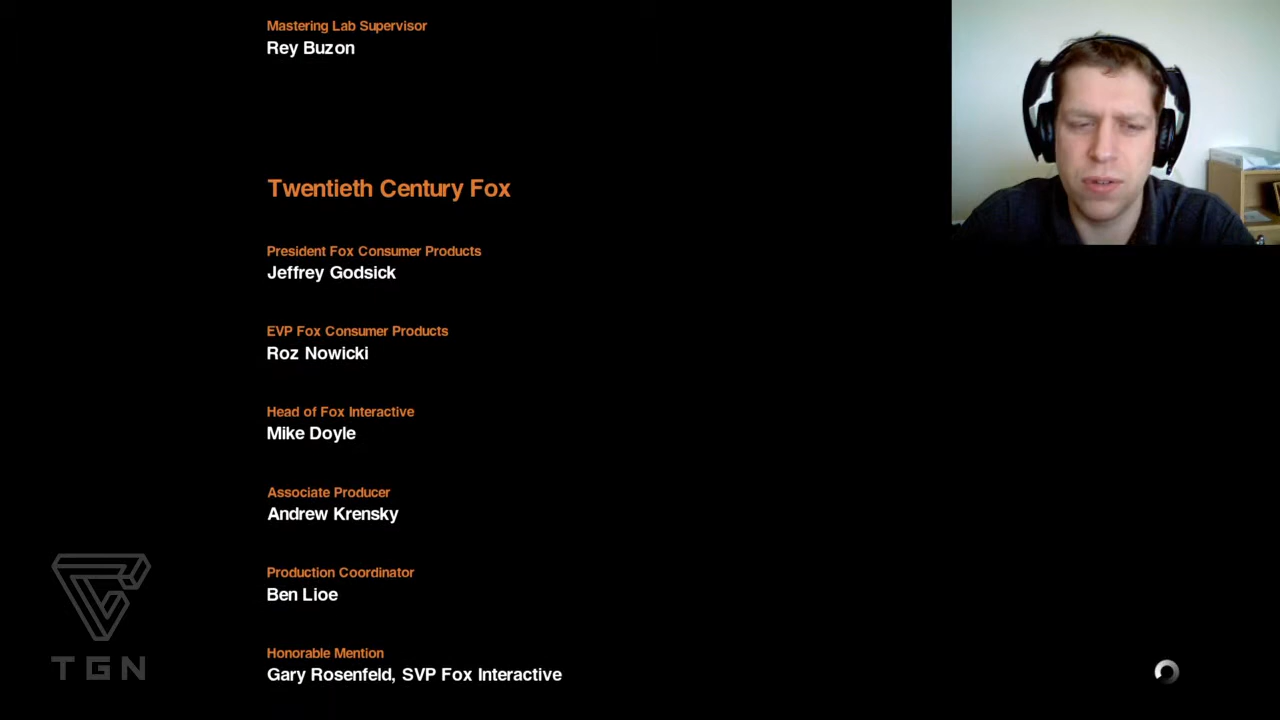 Mastering Lab Supervisor
Rey Buzon
Twentieth Century Fox
President Fox Consumer Products
Jeffrey Godsick
EVP Fox Consumer Products
Roz Nowicki
Head of Fox Interactive
Mike Doyle
Associate Producer
Andrew Krensky
Production Coordinator
Ben Lioe
Honorable Mention
Gary Rosenfeld, SVP Fox Interactive
TGN